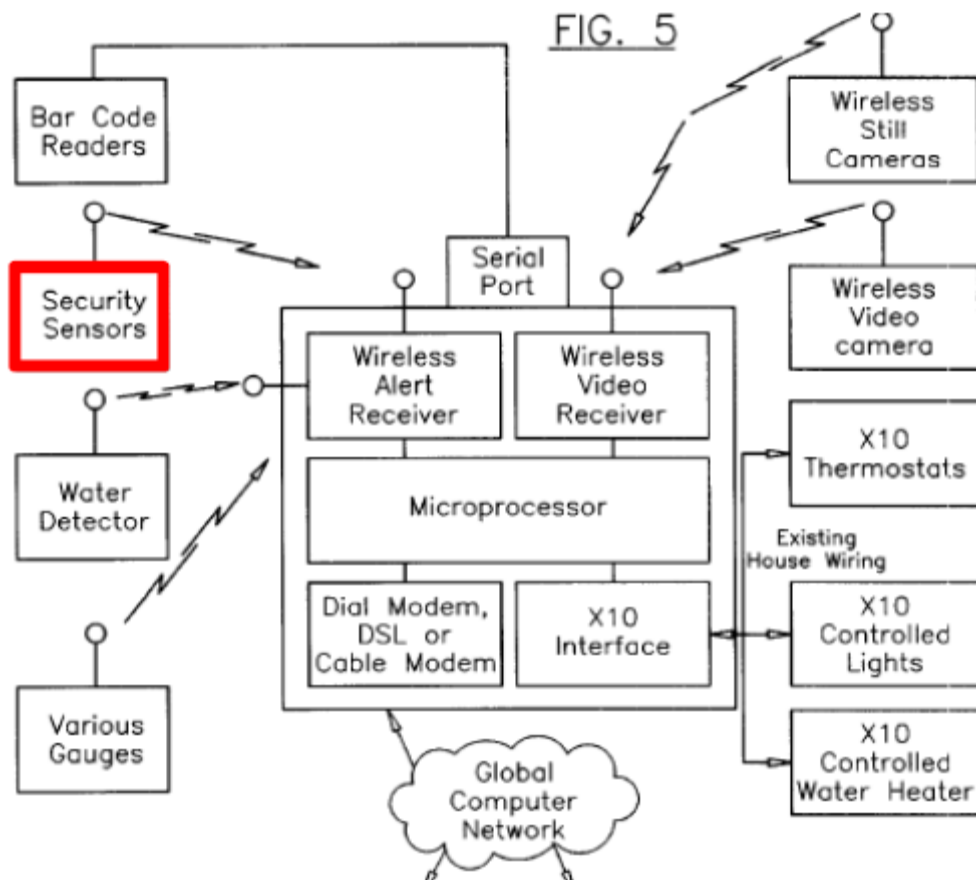 FIG. 5
Bar Code
Readers
Wireless
Still
Cameras
Security
Sensors
Serial
Port
Wireless
Video
camera
Wireless
Alert
Receiver
Wireless
Video
Receiver
Water
Detector
Microprocessor
X10
Thermostats
Existing
House Wiring
Dial Modem,
DSL or
Cable Modem
X10
Interface
X10
Controlled
Lights
Various
Gauges
X10
Controlled
Water Heater
Global
Computer
Network